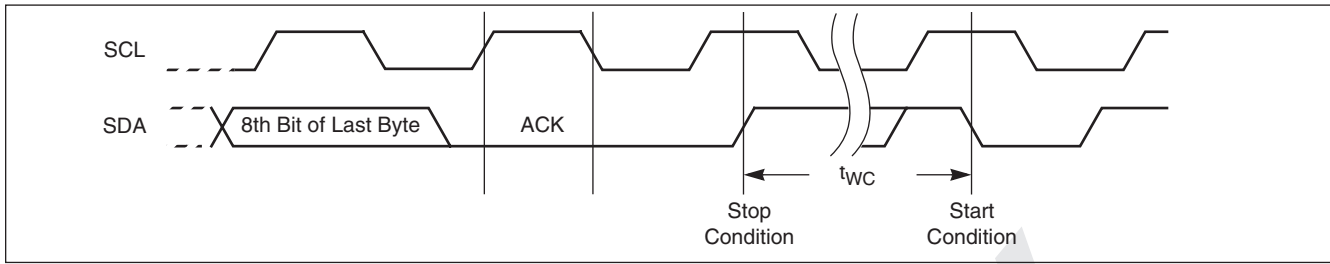 SCL
SDA
8th Bit of Last Byte
ACK
tWC
Stop
Condition
Start
Condition